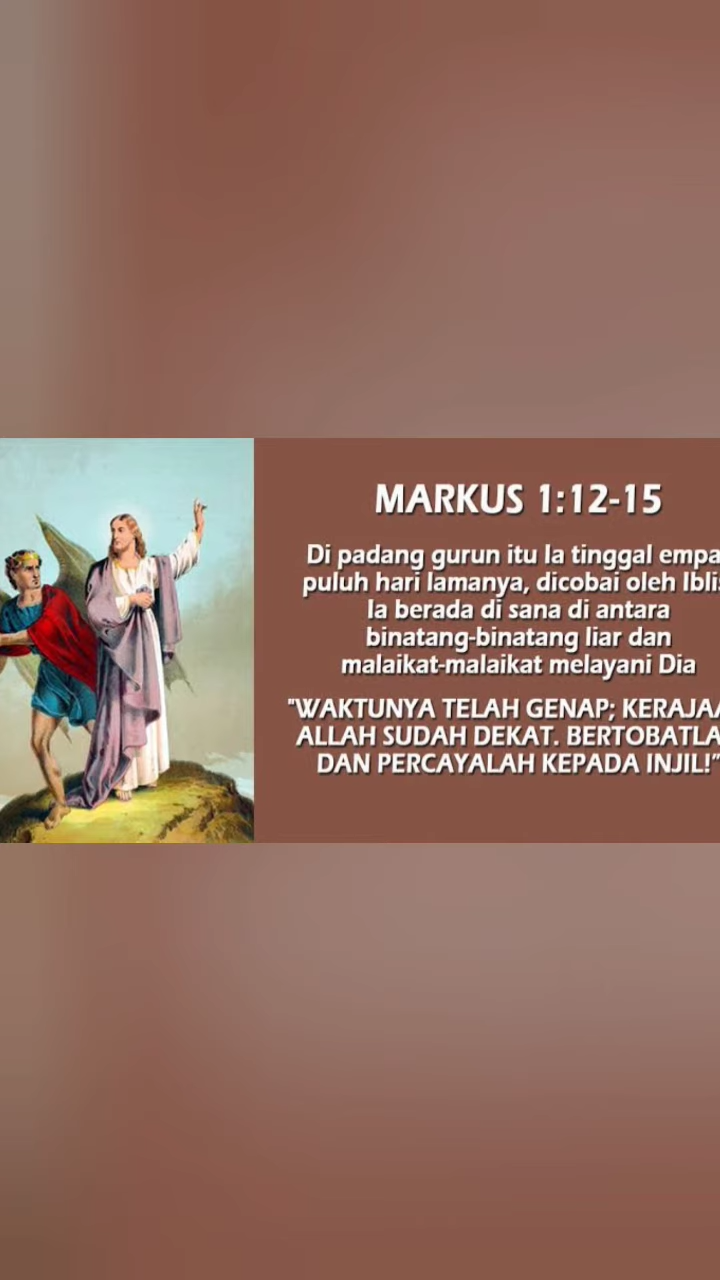 MARKUS 1:12-15
Di padang gurun itu Ia tinggal empa
puluh hari lamanya, dicobai oleh Iblis
Ia berada di sana di antara
binatang-binatang liar dan
malaikat-malaikat melayani Dia
"WAKTUNYA TELAH GENAP; KERAJAA
ALLAH SUDAH DEKAT. BERTOBATLA
DAN PERCAYALAH KEPADA INJIL!"